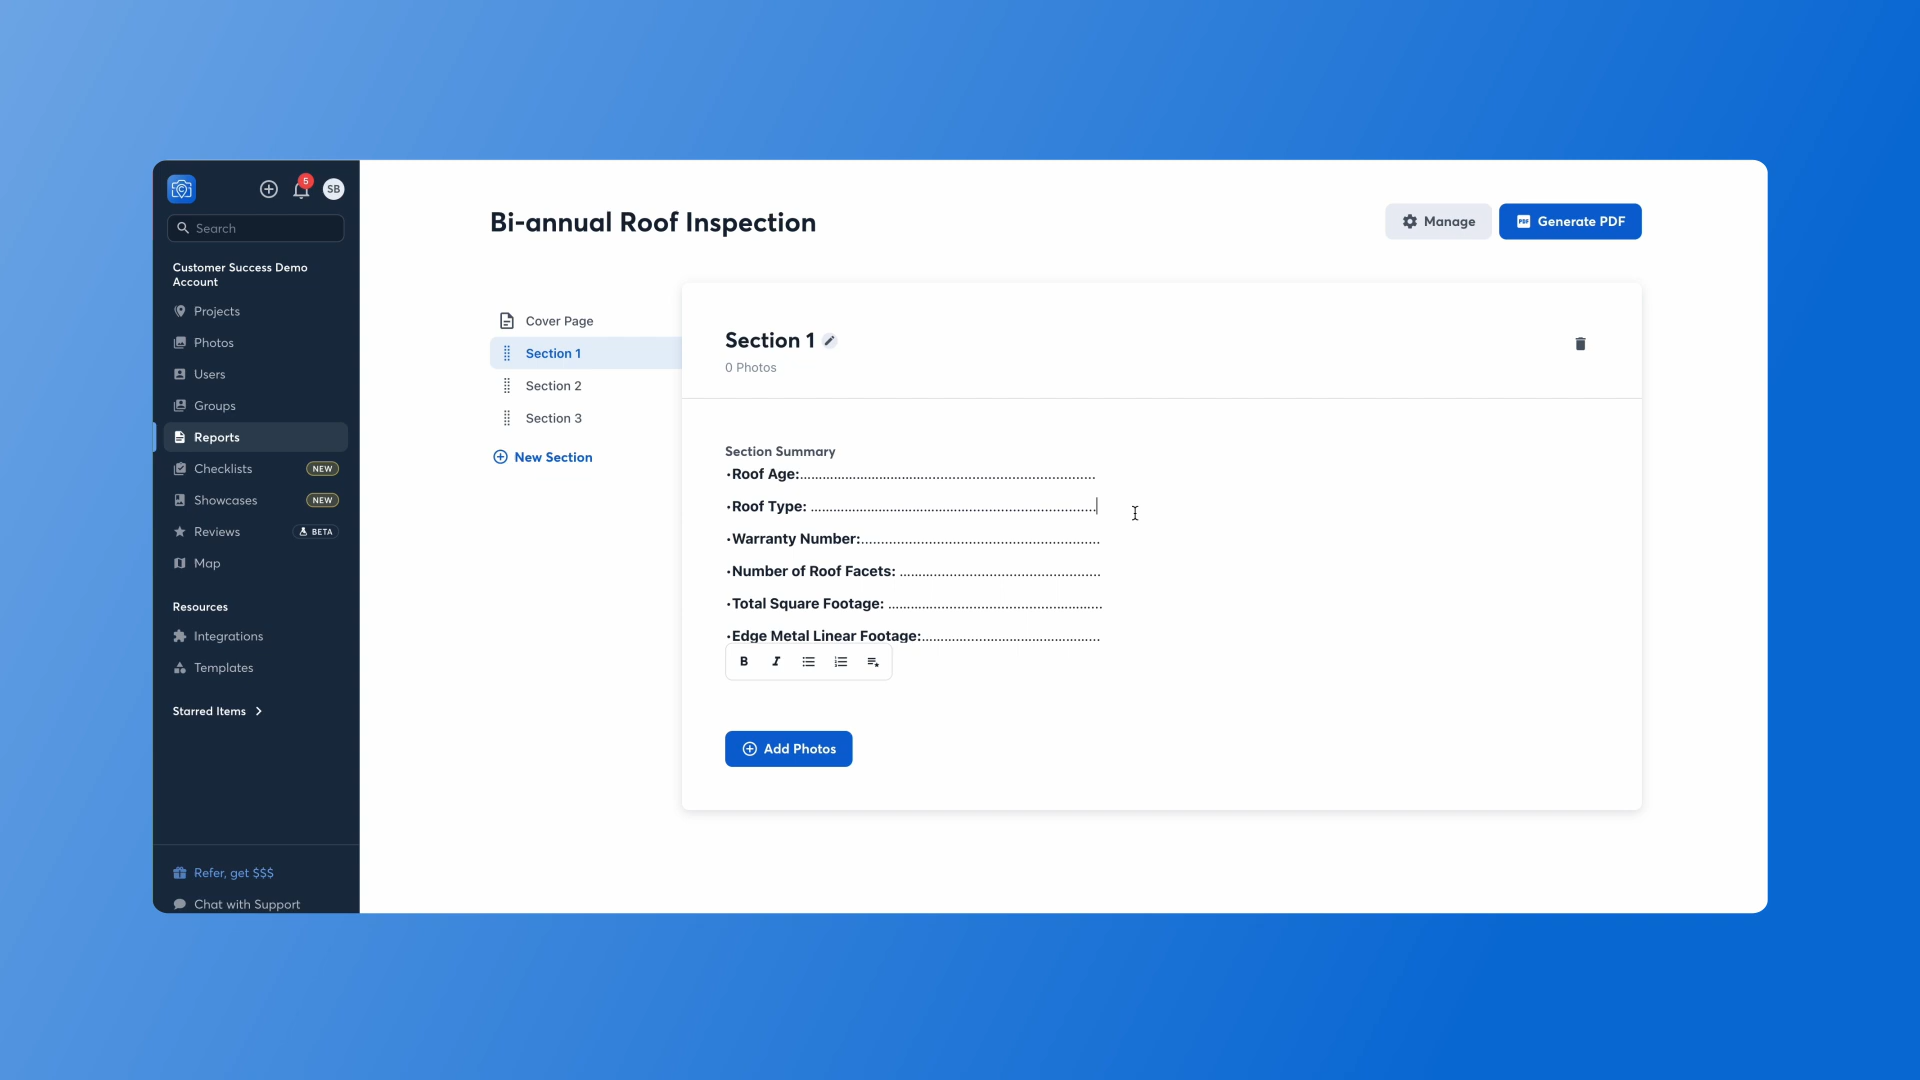 5
SB
Search
Customer Success Demo
Account
Projects
Photos
Users
Groups
Reports
Checklists NEW
Showcases NEW
Reviews BETA
Map
Resources
Integrations
Templates
Starred Items
Refer, get $$$
Chat with Support
Bi-annual Roof Inspection
Manage
PDF Generate PDF
Cover Page
Section 1
Section 2
Section 3
New Section
Section 1
0 Photos
Section Summary
•Roof Age:......................................................................
•Roof Type: ....................................................................
•Warranty Number:.........................................................
•Number of Roof Facets: ................................................
•Total Square Footage: ...................................................
•Edge Metal Linear Footage:..........................................
B I
Add Photos